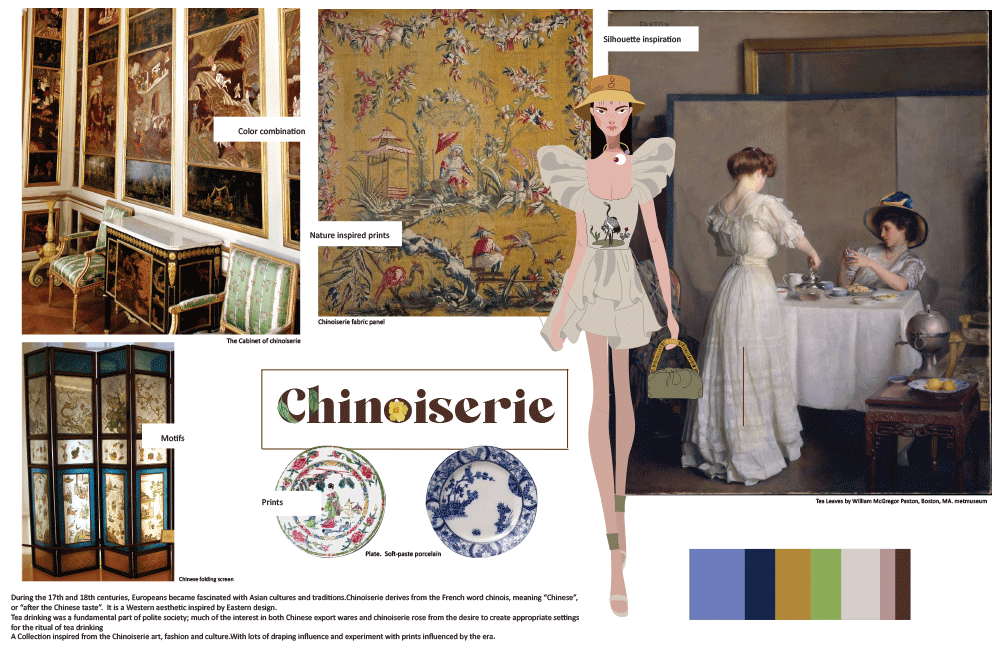 PAXTON
Silhouette inspiration
Color combination
Nature inspired prints
Chinoiserie fabric panel
The Cabinet of chinoiserie
Chinoiserie
Motifs
Prints
Plate. Soft-paste porcelain
Tea Leaves by William McGregor Paxton, Boston, MA. metmuseum
Chinese folding screen
During the 17th and 18th centuries, Europeans became fascinated with Asian cultures and traditions.Chinoiserie derives from the French word chinois, meaning “Chinese”,
or “after the Chinese taste”. It is a Western aesthetic inspired by Eastern design.
Tea drinking was a fundamental part of polite society; much of the interest in both Chinese export wares and chinoiserie rose from the desire to create appropriate settings
for the ritual of tea drinking
A Collection inspired from the Chinoiserie art, fashion and culture.With lots of draping influence and experiment with prints influenced by the era.